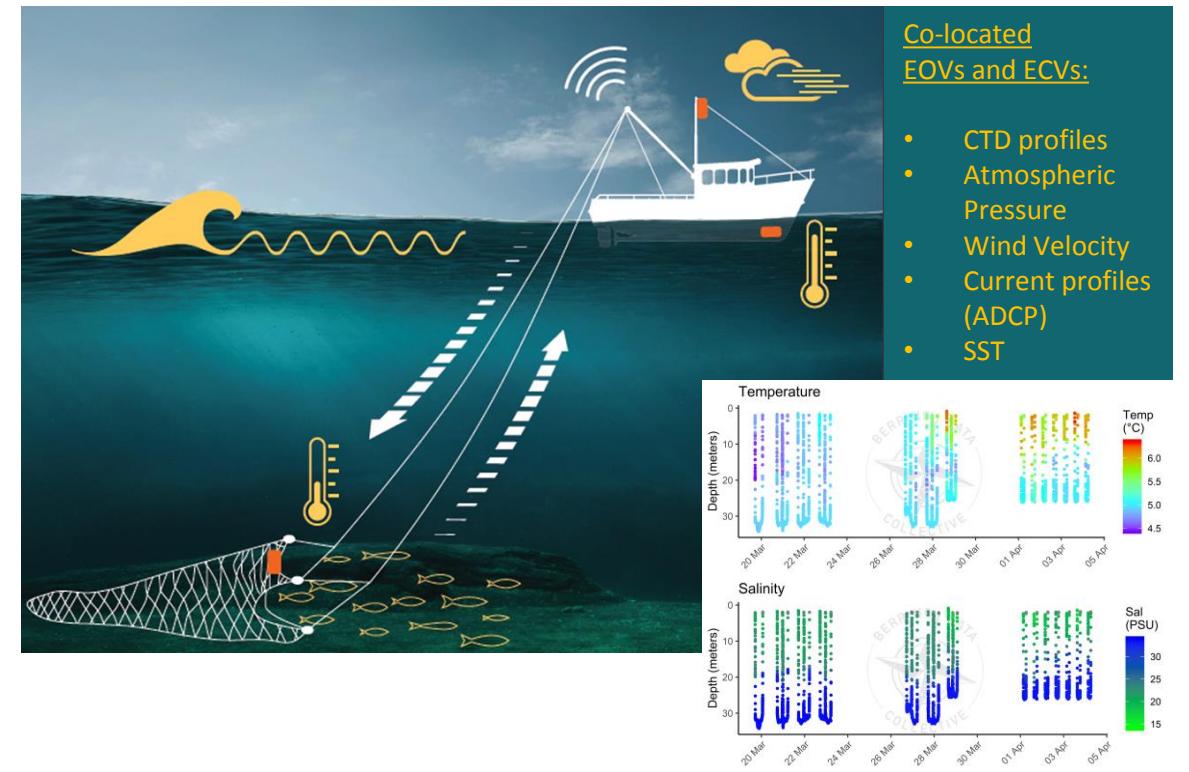 Co-located
EOVs and ECVs:
• CTD profiles
• Atmospheric
Pressure
• Wind Velocity
• Current profiles
(ADCP)
• SST
Temperature
Depth (meters)
0
10
20
30
20 Mar
22 Mar
24 Mar
26 Mar
28 Mar
30 Mar
01 Apr
03 Apr
05 Apr
Temp
(°C)
6.0
5.5
5.0
4.5
COLLECTIVE
Salinity
Depth (meters)
0
10
20
30
20 Mar
22 Mar
24 Mar
26 Mar
28 Mar
30 Mar
01 Apr
03 Apr
05 Apr
Sal
(PSU)
30
25
20
15
COLLECTIVE